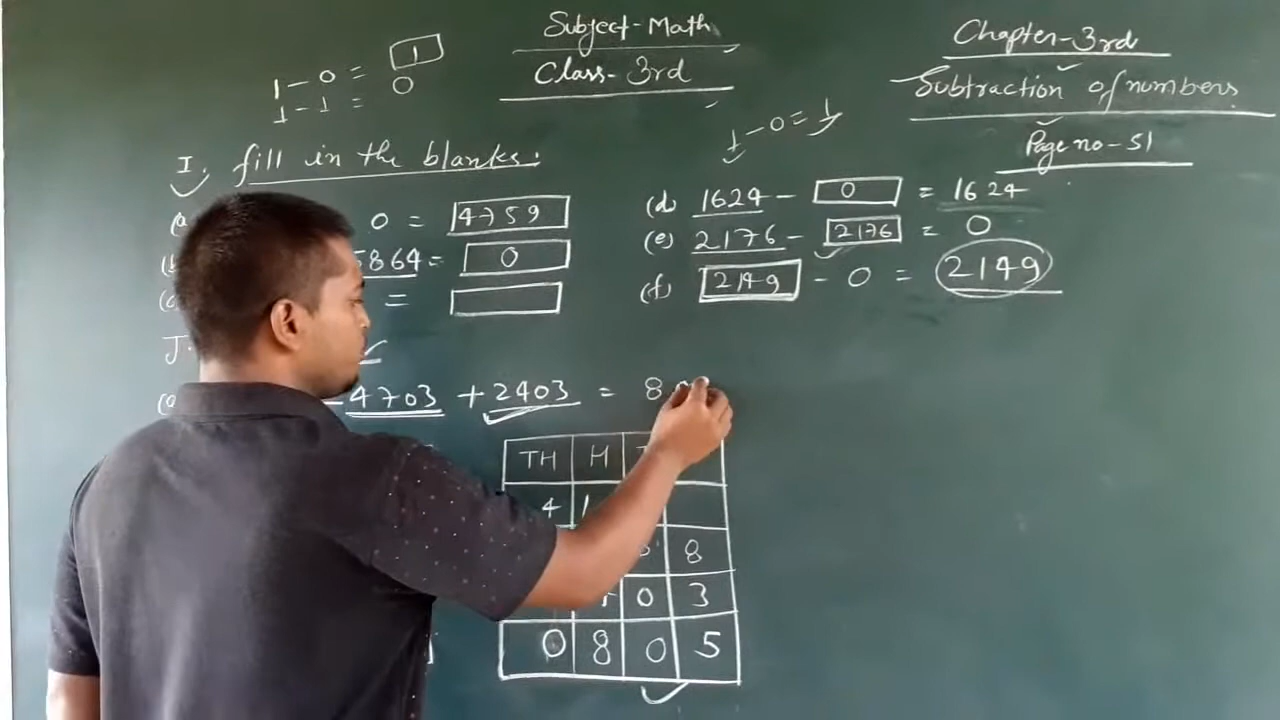 Subject-Math
Class-3rd
Chapter-3rd
Subtraction of numbers
Page no-51
1-0 = 1
1-1 = 0
1-0=1
I. fill in the blanks:
(a 0 = 4759
5864= 0
=
(d) 1624 - 0 = 1624
(e) 2176 - 2176 = 0
(f) 2149 - 0 = 2149
J.
(a - 4703 + 2403 = 8
TH H
4 1
8
0 3
0 8 0 5